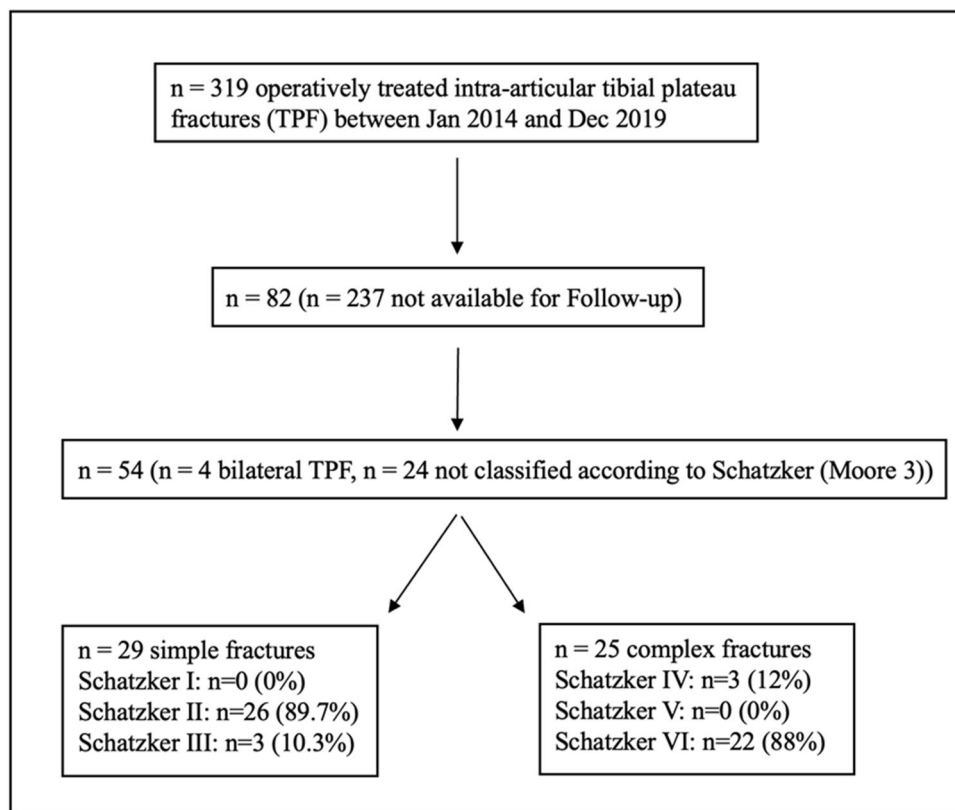 n = 319 operatively treated intra-articular tibial plateau
fractures (TPF) between Jan 2014 and Dec 2019
n = 82 (n = 237 not available for Follow-up)
n = 54 (n = 4 bilateral TPF, n = 24 not classified according to Schatzker (Moore 3))
n = 29 simple fractures
Schatzker I: n=0 (0%)
Schatzker II: n=26 (89.7%)
Schatzker III: n=3 (10.3%)
n = 25 complex fractures
Schatzker IV: n=3 (12%)
Schatzker V: n=0 (0%)
Schatzker VI: n=22 (88%)